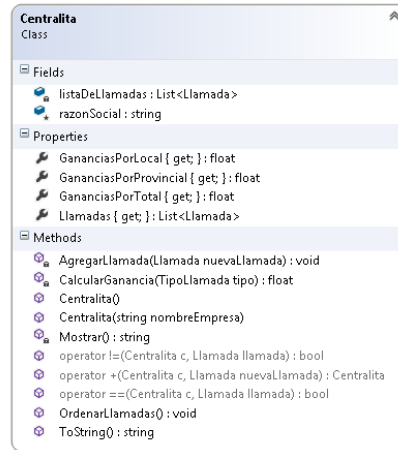 Centralita
Class
Fields
listaDeLlamadas : List<Llamada>
razonSocial : string
Properties
GananciasPorLocal { get; } : float
GananciasPorProvincial { get; } : float
GananciasPorTotal { get; } : float
Llamadas { get; } : List<Llamada>
Methods
AgregarLlamada(Llamada nuevaLlamada) : void
CalcularGanancia(TipoLlamada tipo) : float
Centralita()
Centralita(string nombreEmpresa)
Mostrar() : string
operator !=(Centralita c, Llamada llamada) : bool
operator +(Centralita c, Llamada nuevaLlamada) : Centralita
operator ==(Centralita c, Llamada llamada) : bool
OrdenarLlamadas() : void
ToString() : string